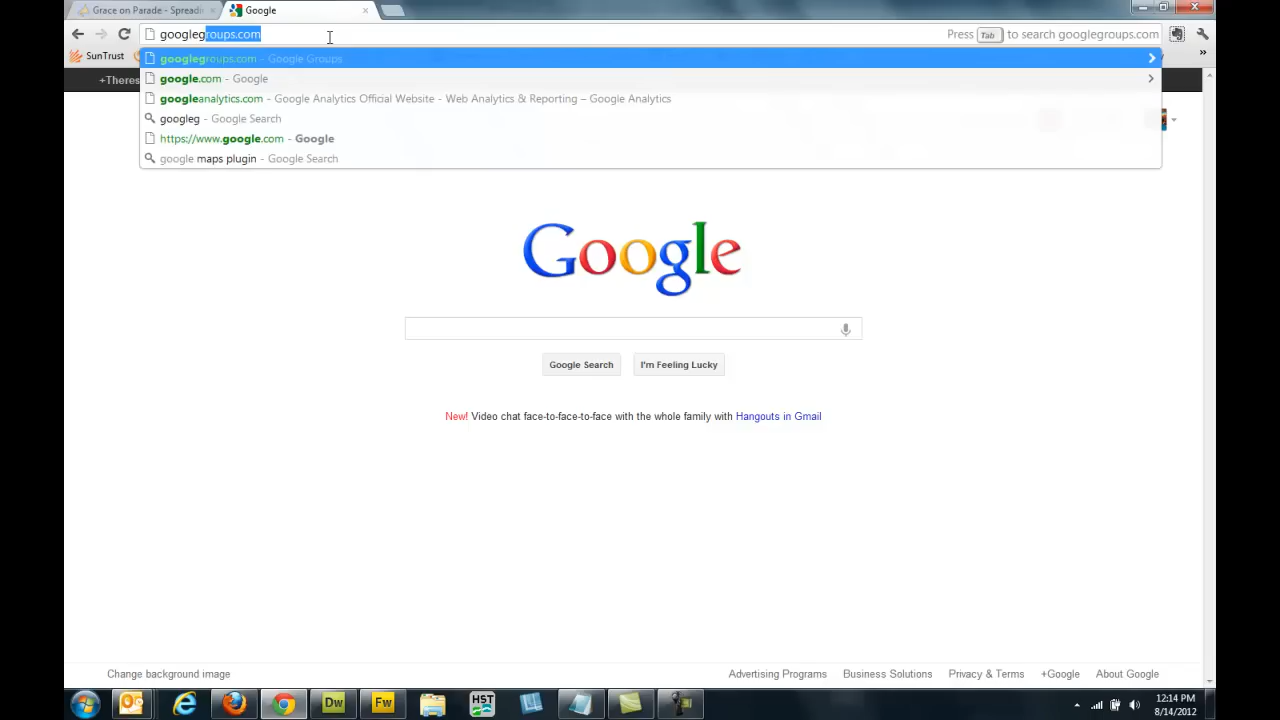 Grace on Parade - Spreadi
Google
googlegroups.com
Press Tab to search googlegroups.com
SunTrust
»
googlegroups.com - Google Groups
+Theres
google.com - Google
googleanalytics.com - Google Analytics Official Website - Web Analytics & Reporting – Google Analytics
googleg - Google Search
https://www.google.com - Google
google maps plugin - Google Search
Google
Google Search
I'm Feeling Lucky
New! Video chat face-to-face-to-face with the whole family with Hangouts in Gmail
Change background image
Advertising Programs
Business Solutions
Privacy & Terms
+Google
About Google
Dw
Fw
HST
12:14 PM
8/14/2012